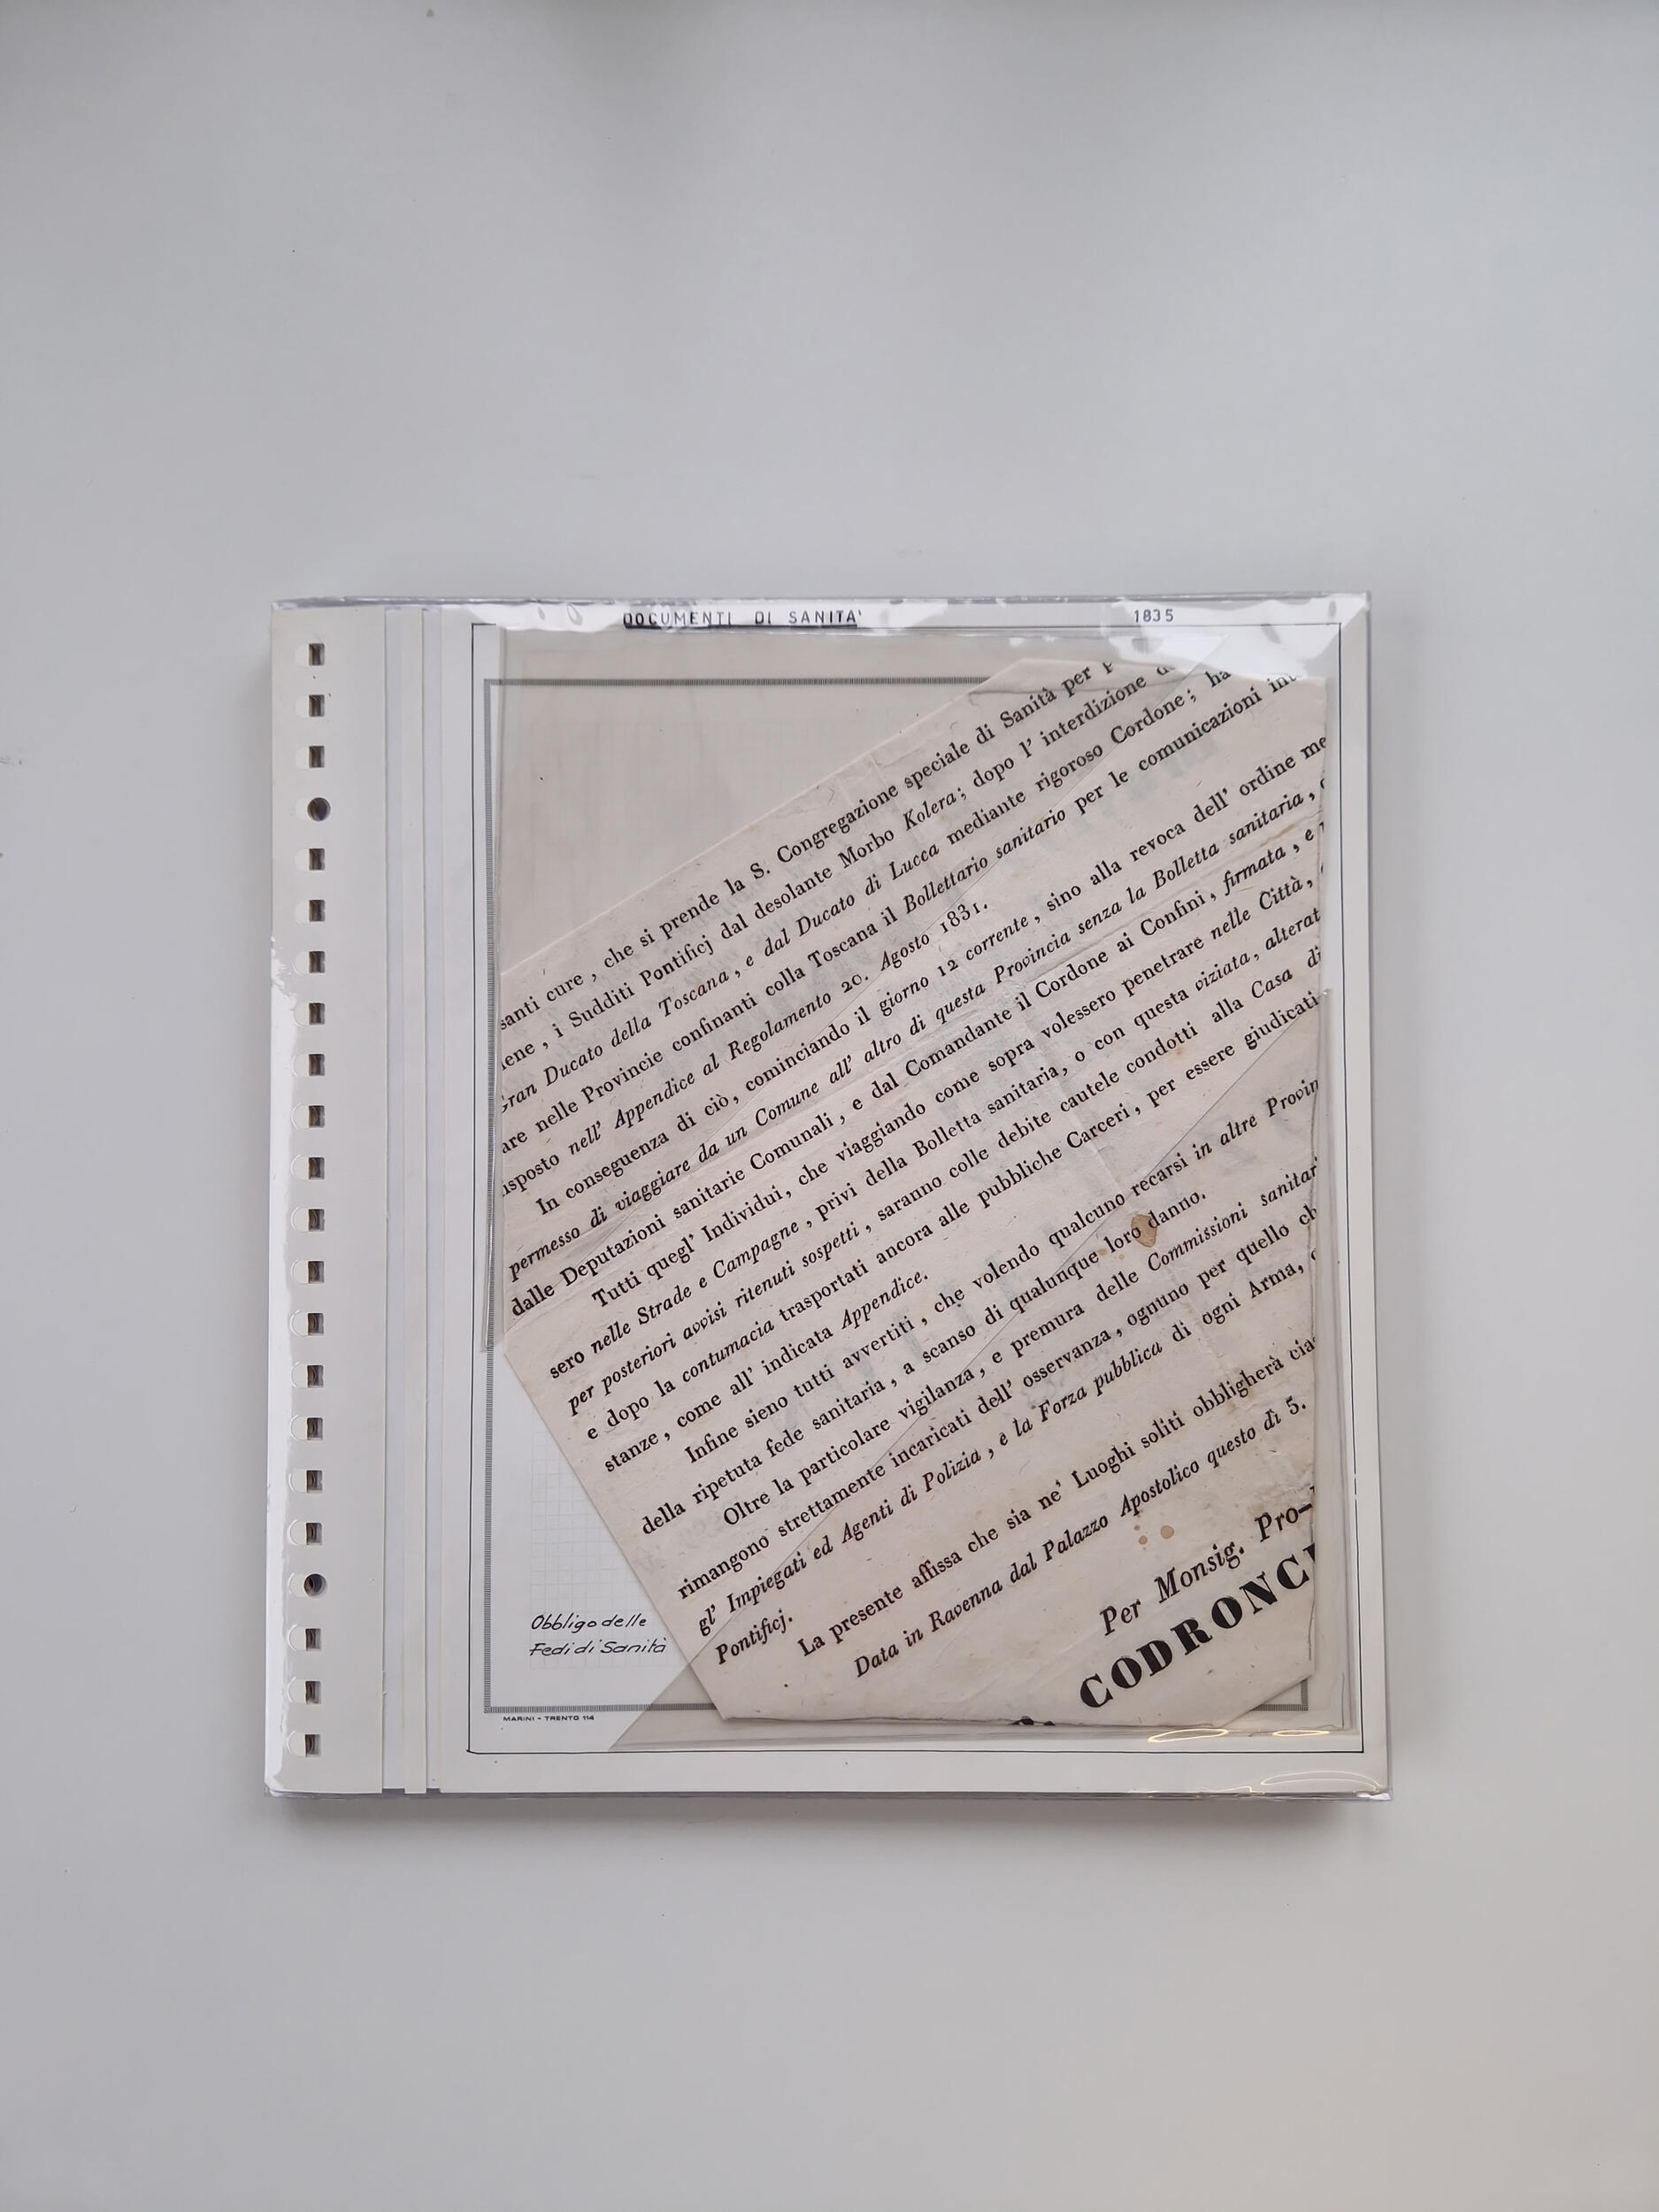 DOCUMENTI DI SANITA' 1835
santi cure, che si prende la S. Congregazione speciale di Sanità per
i Sudditi Pontificj dal desolante Morbo Kolera; dopo l' interdizione
Gran Ducato della Toscana, e dal Ducato di Lucca mediante rigoroso Cordone; ha
are nelle Provincie confinanti colla Toscana il Bollettario sanitario per le comunicazioni
isposto nell' Appendice al Regolamento 20. Agosto 1831.
In conseguenza di ciò, cominciando il giorno 12 corrente, sino alla revoca dell' ordine me
permesso di viaggiare da un Comune all' altro di questa Provincia senza la Bolletta sanitaria,
dalle Deputazioni sanitarie Comunali, e dal Comandante il Cordone ai Confini, firmata, e
Tutti quegl' Individui, che viaggiando come sopra volessero penetrare nelle Città,
sero nelle Strade e Campagne, privi della Bolletta sanitaria, o con questa viziata, alterat
per posteriori avvisi ritenuti sospetti, saranno colle debite cautele condotti alla Casa di
e dopo la contumacia trasportati ancora alle pubbliche Carceri, per essere giudicati
stanze, come all' indicata Appendice.
Infine sieno tutti avvertiti, che volendo qualcuno recarsi in altre Provin
della ripetuta fede sanitaria, a scanso di qualunque loro danno.
Oltre la particolare vigilanza, e premura delle Commissioni sanitar
rimangono strettamente incaricati dell' osservanza, ognuno per quello ch
gl' Impiegati ed Agenti di Polizia, e la Forza pubblica di ogni Arma,
Pontificj.
La presente affissa che sia ne' Luoghi soliti obbligherà cia
Data in Ravenna dal Palazzo Apostolico questo dì 5.
Per Monsig. Pro-
CODRONC
Obbligo delle
Fedi di Sanità
MARINI - TRENTO 114